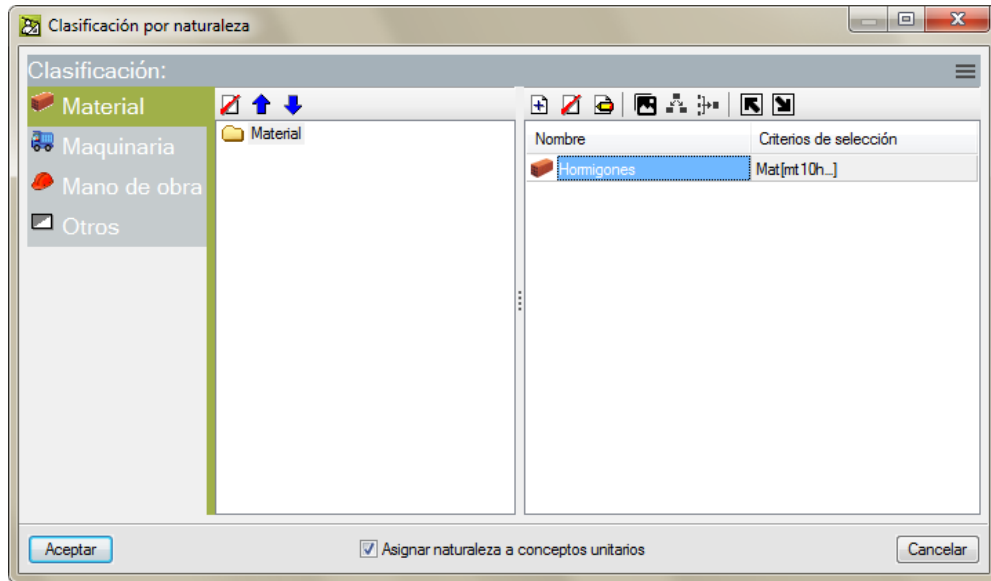 Clasificación por naturaleza
Clasificación:
Material
Maquinaria
Mano de obra
Otros
Material
Nombre Criterios de selección
Hormigones Mat[mt10h...]
Aceptar Asignar naturaleza a conceptos unitarios Cancelar